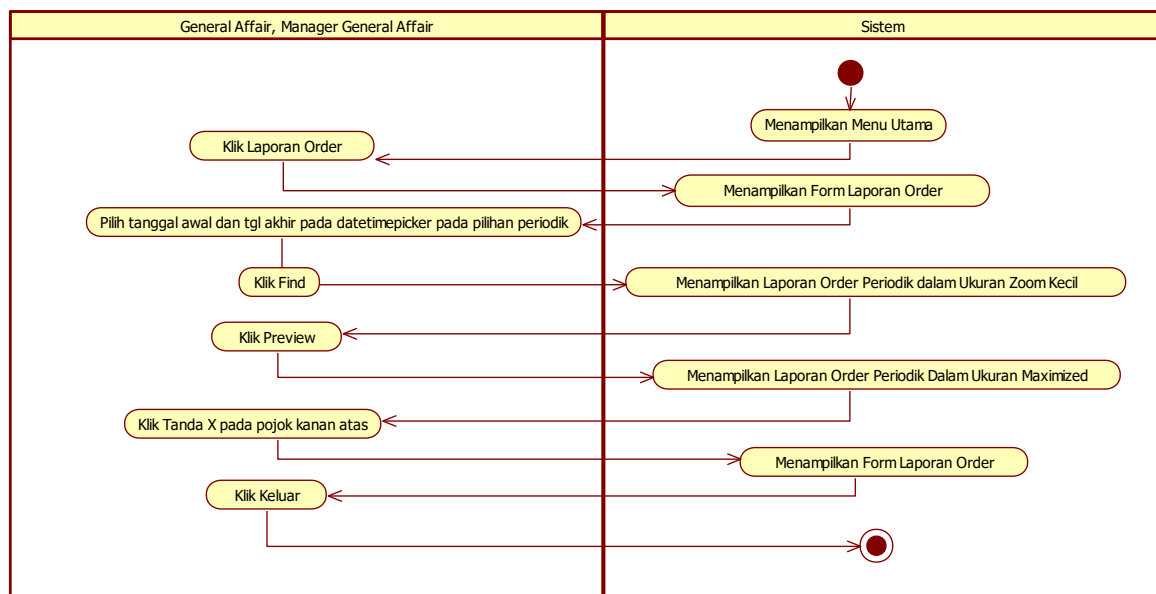 General Affair, Manager General Affair
Sistem
Menampilkan Menu Utama
Klik Laporan Order
Menampilkan Form Laporan Order
Pilih tanggal awal dan tgl akhir pada datetimepicker pada pilihan periodik
Klik Find
Menampilkan Laporan Order Periodik dalam Ukuran Zoom Kecil
Klik Preview
Menampilkan Laporan Order Periodik Dalam Ukuran Maximized
Klik Tanda X pada pojok kanan atas
Menampilkan Form Laporan Order
Klik Keluar